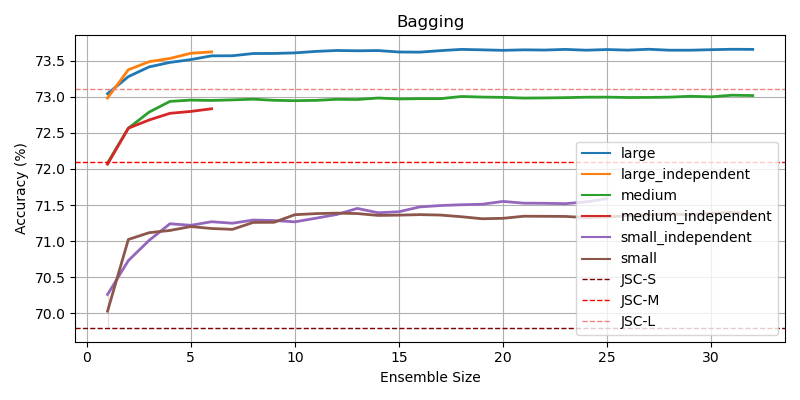 Bagging
Accuracy (%)
73.5
73.0
72.5
72.0
71.5
71.0
70.5
70.0
large
large_independent
medium
medium_independent
small_independent
small
JSC-S
JSC-M
JSC-L
0
5
10
15
20
25
30
Ensemble Size